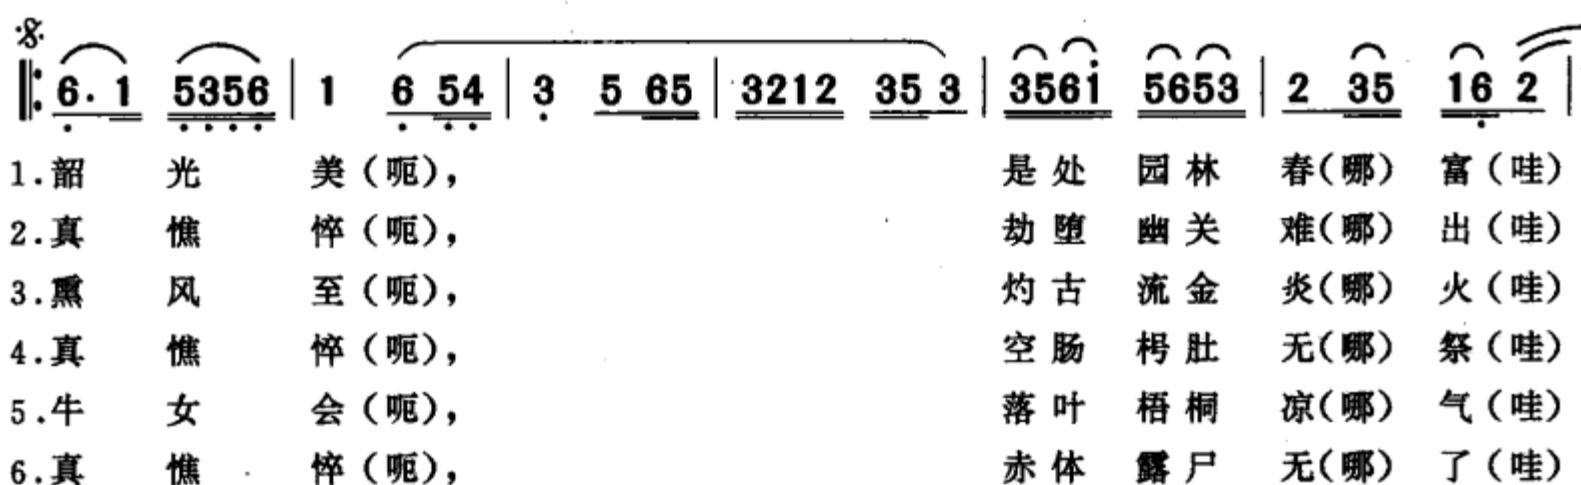 6· 1 5356 | 1 6 54 | 3 5 65 | 3212 35 3 | 356i 5653 | 2 35 16 2 |
1.韶 光 美(呃), 是处 园林 春(哪) 富(哇)
2.真 憔 悴(呃), 劫堕 幽关 难(哪) 出(哇)
3.熏 风 至(呃), 灼古 流金 炎(哪) 火(哇)
4.真 憔 悴(呃), 空肠 枵肚 无(哪) 祭(哇)
5.牛 女 会(呃), 落叶 梧桐 凉(哪) 气(哇)
6.真 憔 悴(呃), 赤体 露尸 无(哪) 了(哇)